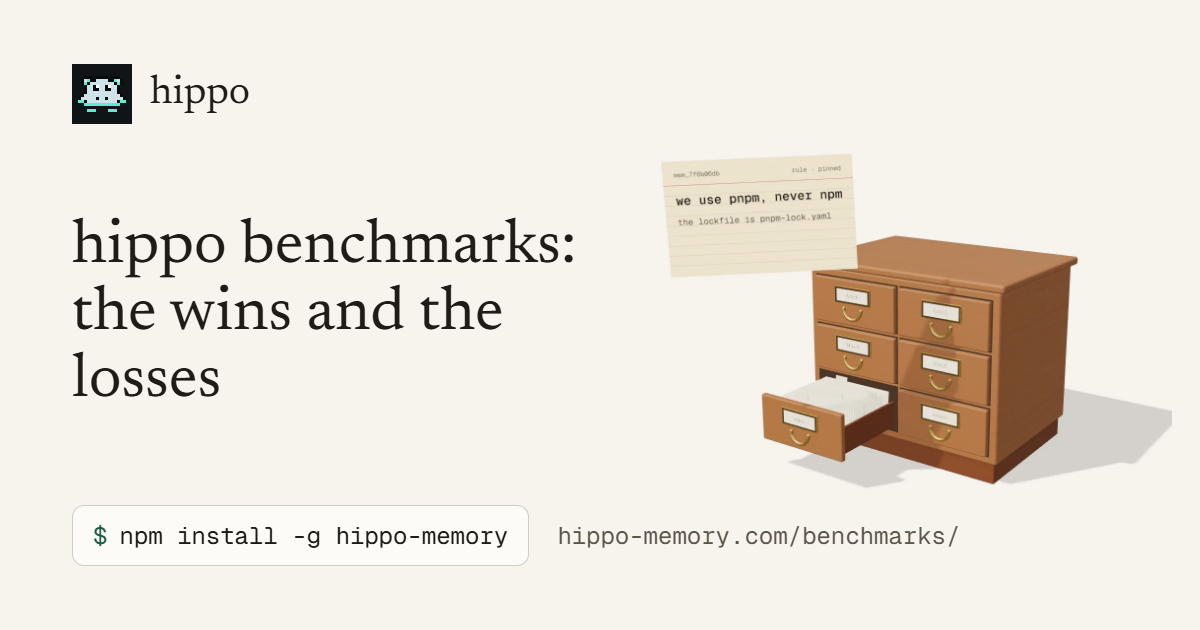 hippo
mem_7f6b06db
rule · pinned
we use pnpm, never npm
the lockfile is pnpm-lock.yaml
hippo benchmarks:
the wins and the
losses
$ npm install -g hippo-memory
hippo-memory.com/benchmarks/